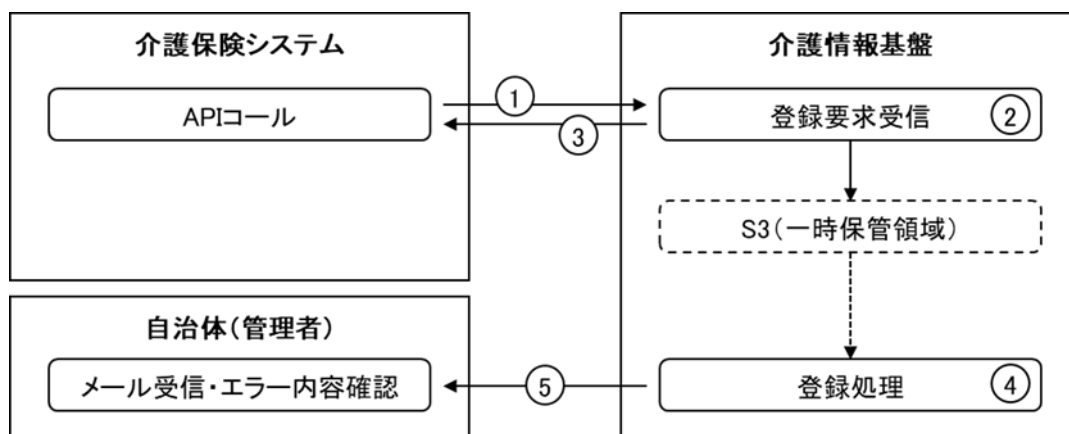 介護保険システム
APIコール
①
③
介護情報基盤
登録要求受信
②
S3（一時保管領域）
自治体（管理者）
メール受信・エラー内容確認
⑤
登録処理
④